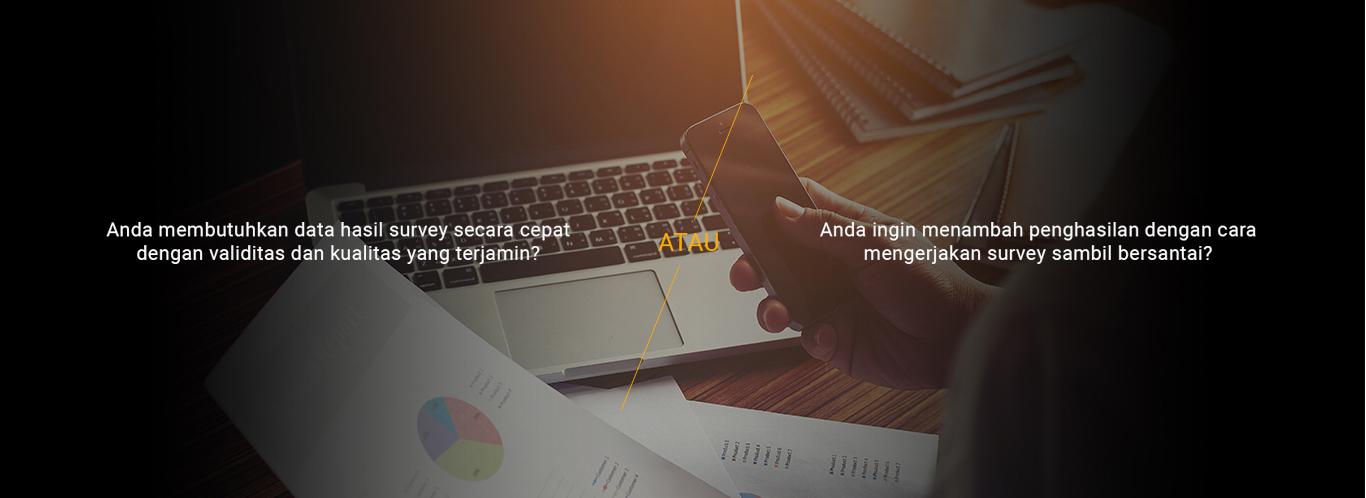 Anda membutuhkan data hasil survey secara cepat
dengan validitas dan kualitas yang terjamin?
ATAU
Anda ingin menambah penghasilan dengan cara
mengerjakan survey sambil bersantai?